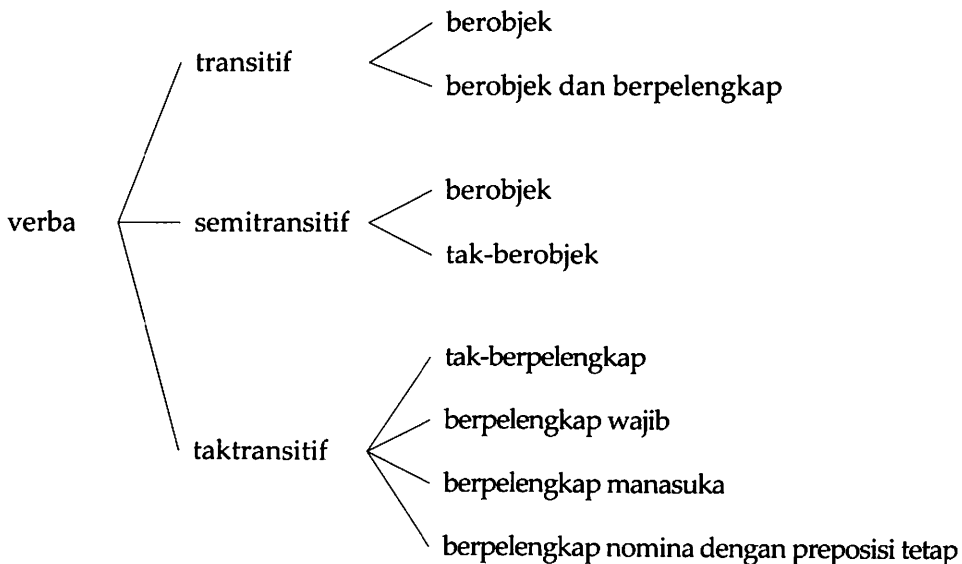 berobjek
transitif
berobjek dan berpelengkap
berobjek
verba semitransitif
tak-berobjek
tak-berpelengkap
berpelengkap wajib
taktransitif
berpelengkap manasuka
berpelengkap nomina dengan preposisi tetap